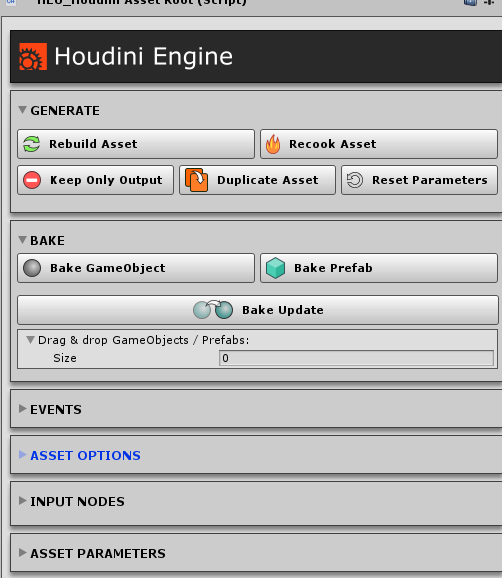 HEU_Houdini Asset Root (Script)
Houdini Engine
GENERATE
Rebuild Asset
Recook Asset
Keep Only Output
Duplicate Asset
Reset Parameters
BAKE
Bake GameObject
Bake Prefab
Bake Update
Drag & drop GameObjects / Prefabs:
Size
0
EVENTS
ASSET OPTIONS
INPUT NODES
ASSET PARAMETERS